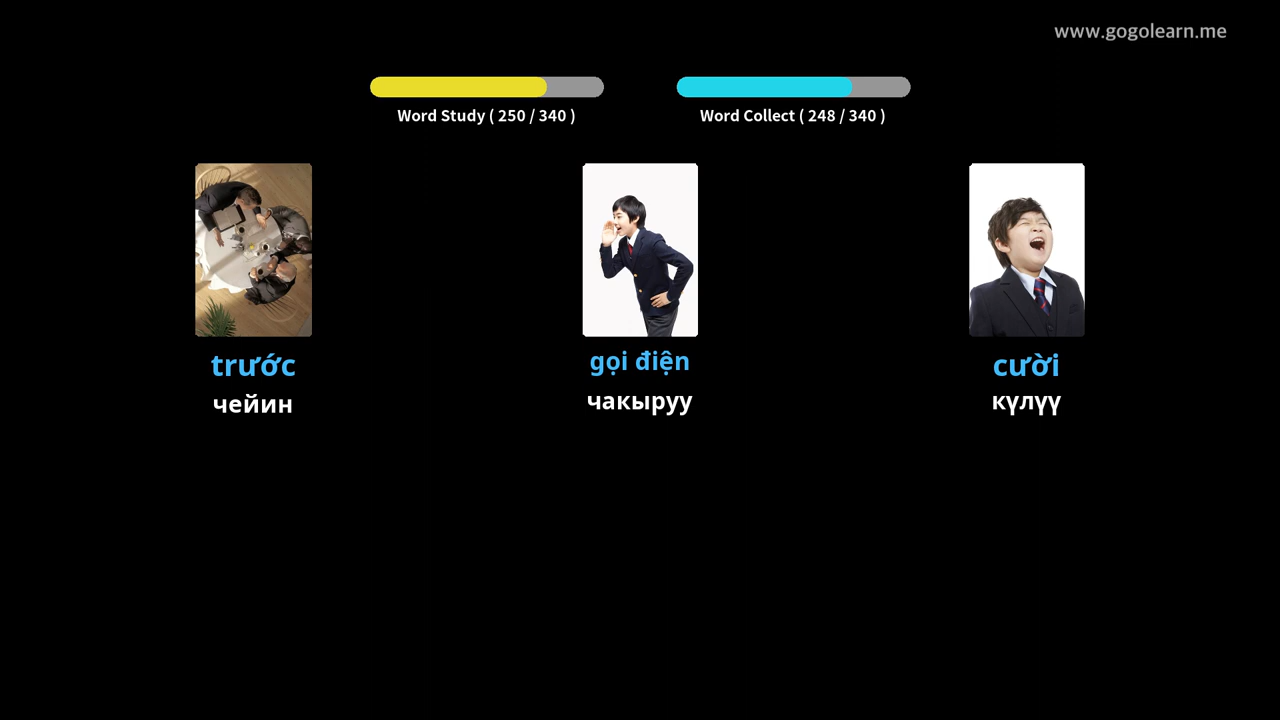 www.gogolearn.me
Word Study ( 250 / 340 )
Word Collect ( 248 / 340 )
trước
чейин
gọi điện
чакыруу
cười
күлүү